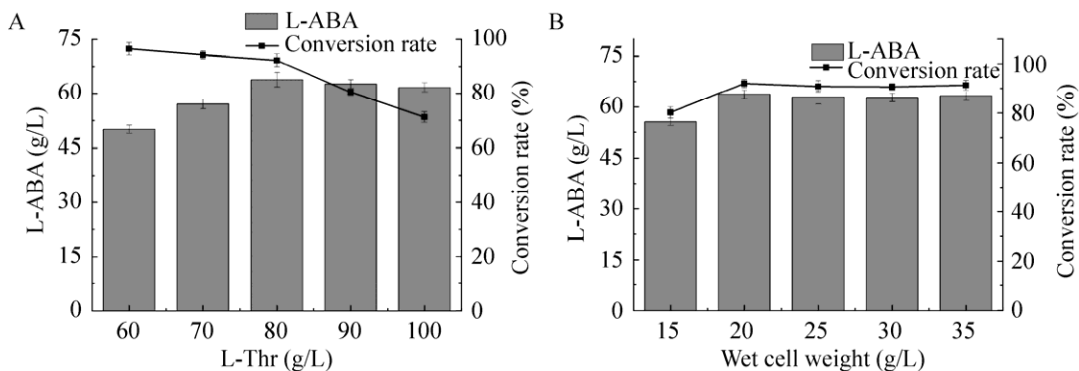 A
L-ABA
Conversion rate
75
60
45
30
15
0
L-ABA (g/L)
100
80
60
40
20
0
Conversion rate (%)
60 70 80 90 100
L-Thr (g/L)
B
L-ABA
Conversion rate
75
60
45
30
15
0
L-ABA (g/L)
100
80
60
40
20
0
Conversion rate (%)
15 20 25 30 35
Wet cell weight (g/L)